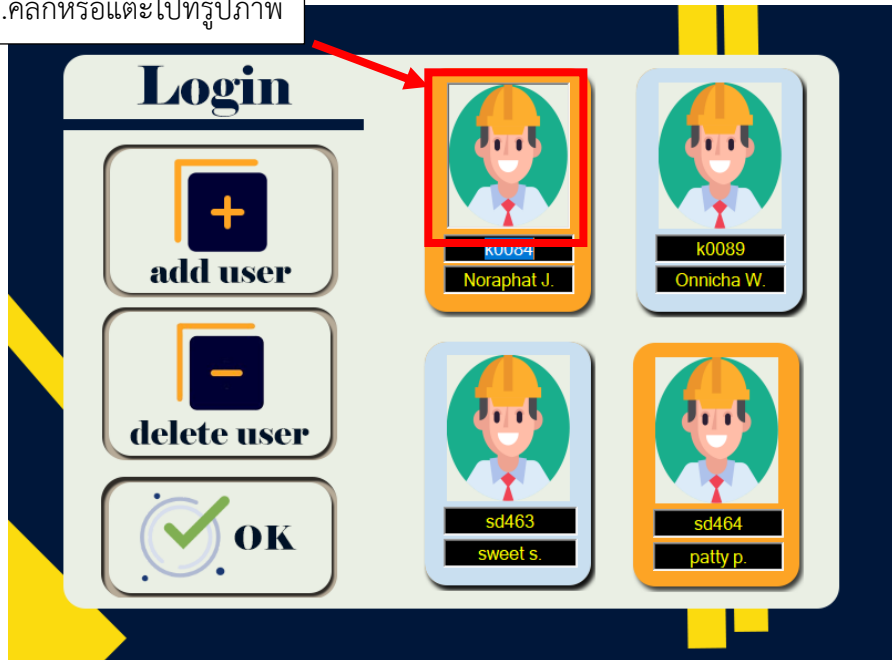 .คลิกหรือแตะไปที่รูปภาพ
Login
add user
delete user
OK
k0084
Noraphat J.
k0089
Onnicha W.
sd463
sweet s.
sd464
patty p.